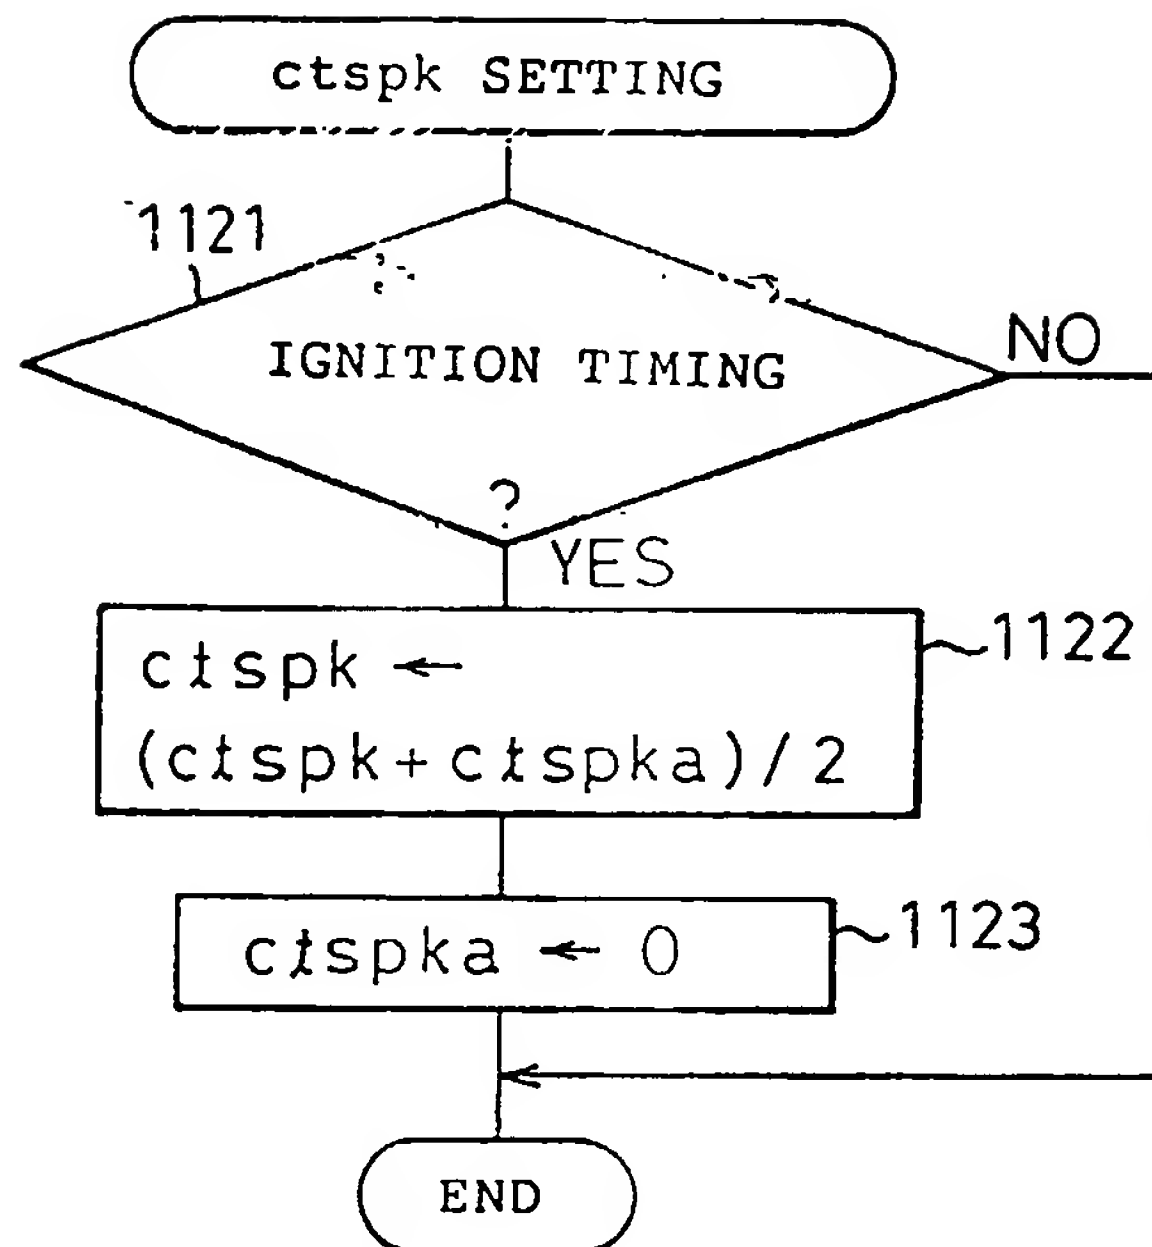 ctspk SETTING
1121
IGNITION TIMING
?
NO
YES
ctspk ←
(ctspk+ctspka)/2
1122
ctspka ← 0
1123
END